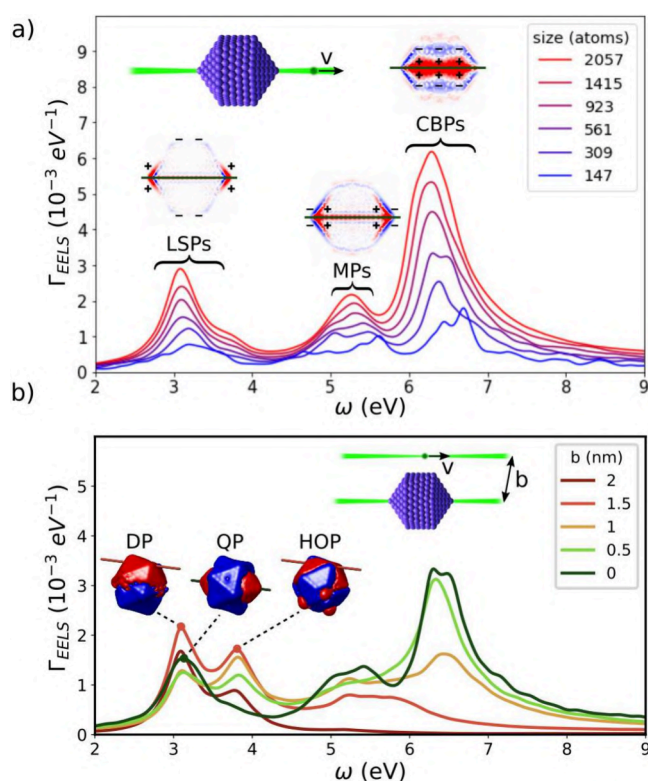 a)
Γ_EELS (10⁻³ eV⁻¹)
9
8
7
6
5
4
3
2
1
0
v
CBPs
LSPs
MPs
size (atoms)
2057
1415
923
561
309
147
− −
+ +
+ +
− −
− + + −
− + + −
− − −
+ + +
+ + +
− − −
2 3 4 5 6 7 8 9
ω (eV)
b)
Γ_EELS (10⁻³ eV⁻¹)
5
4
3
2
1
0
DP QP HOP
v
b
b (nm)
2
1.5
1
0.5
0
2 3 4 5 6 7 8 9
ω (eV)